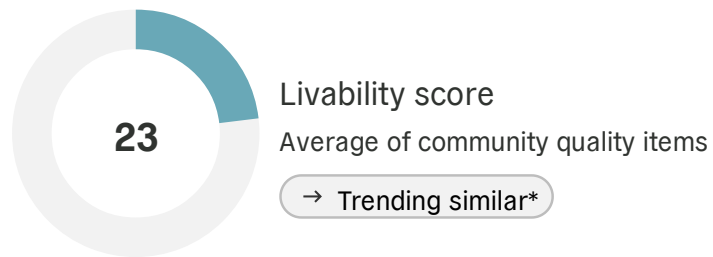 23
Livability score
Average of community quality items
→ Trending similar*